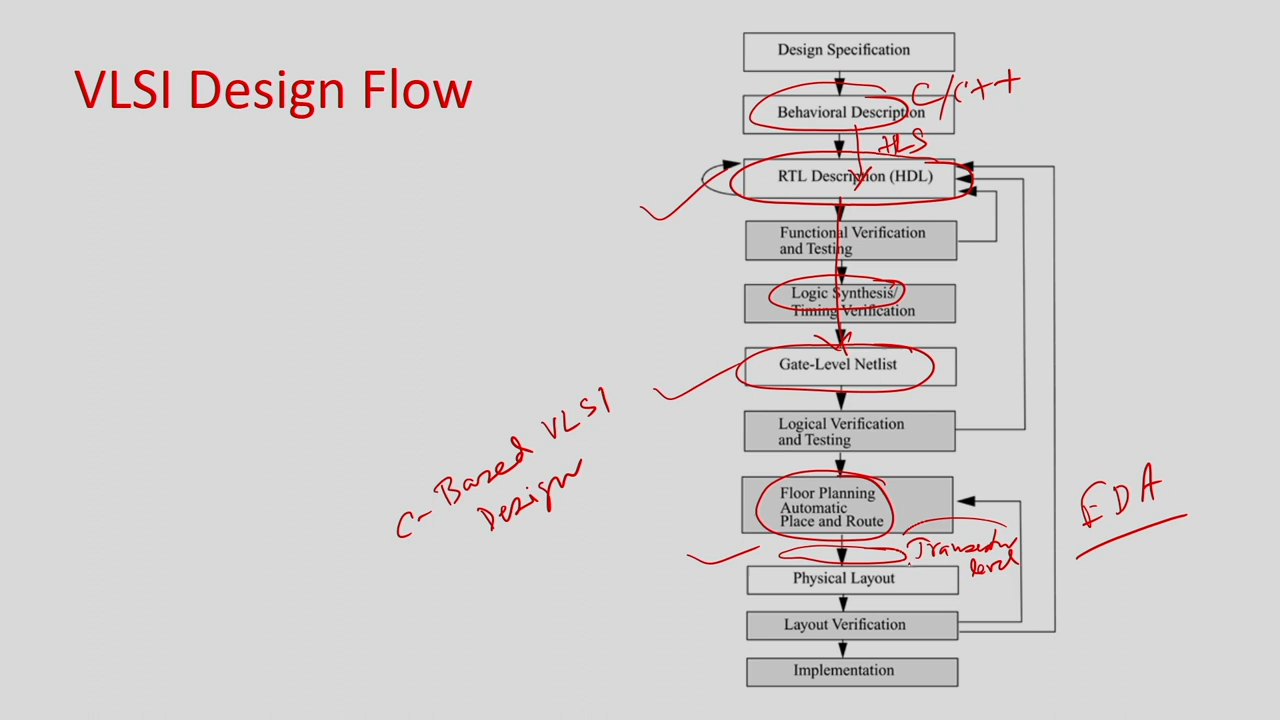 VLSI Design Flow
Design Specification
C/C++
Behavioral Description
HLS
RTL Description (HDL)
Functional Verification
and Testing
Logic Synthesis/
Timing Verification
Gate-Level Netlist
C-Based VLSI
Design
Logical Verification
and Testing
Floor Planning
Automatic
Place and Route
EDA
Transistor
level
Physical Layout
Layout Verification
Implementation